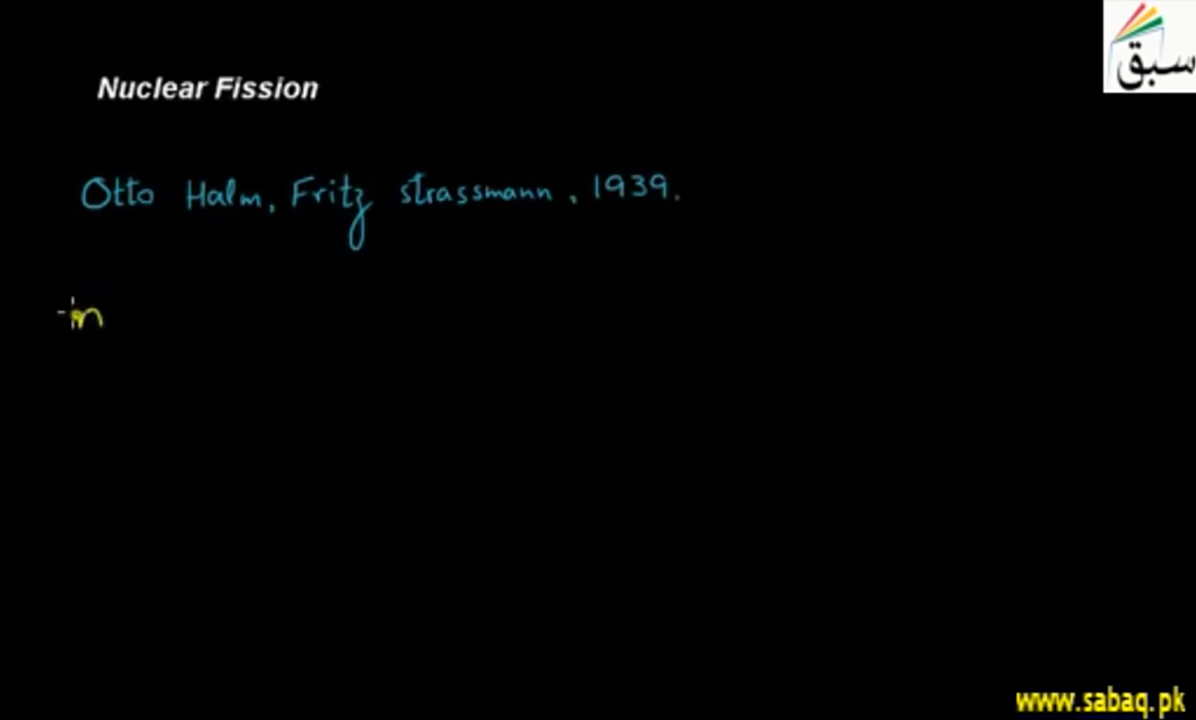 سبق
Nuclear Fission
Otto Halm, Fritz strassmann, 1939.
n
www.sabaq.pk